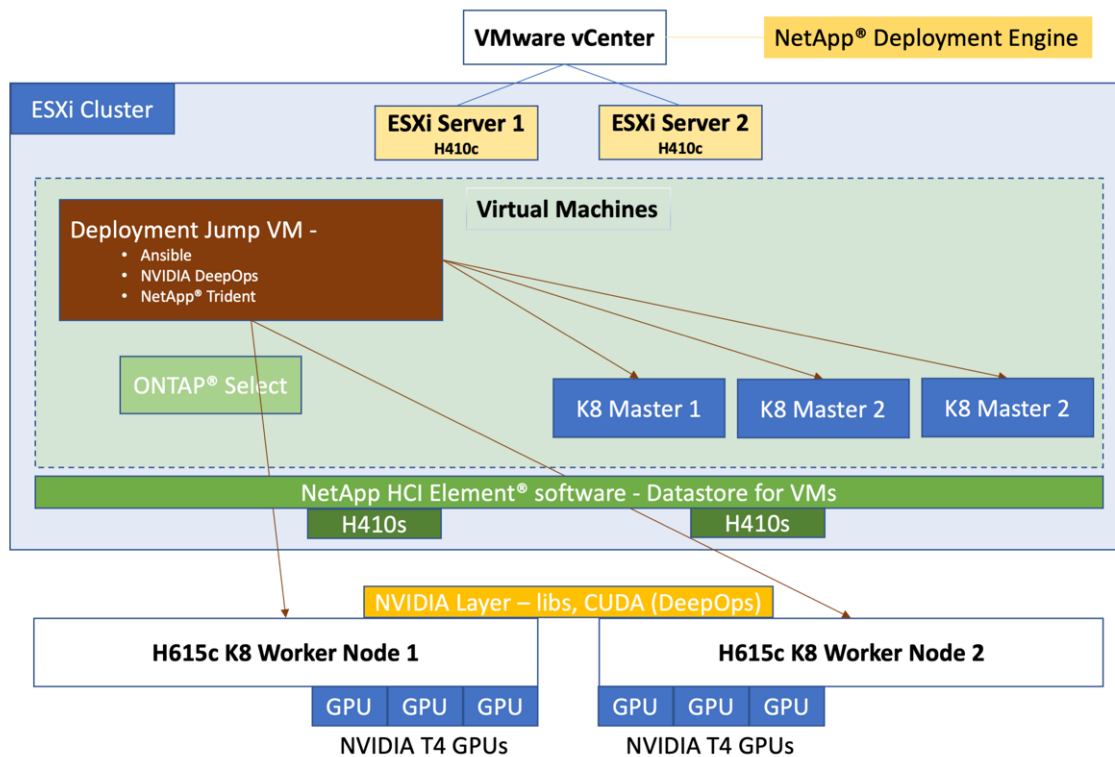 VMware vCenter
NetApp® Deployment Engine
ESXi Cluster
ESXi Server 1
H410c
ESXi Server 2
H410c
Virtual Machines
Deployment Jump VM -
• Ansible
• NVIDIA DeepOps
• NetApp® Trident
ONTAP® Select
K8 Master 1
K8 Master 2
K8 Master 2
NetApp HCI Element® software - Datastore for VMs
H410s
H410s
NVIDIA Layer – libs, CUDA (DeepOps)
H615c K8 Worker Node 1
H615c K8 Worker Node 2
GPU GPU GPU
GPU GPU GPU
NVIDIA T4 GPUs
NVIDIA T4 GPUs